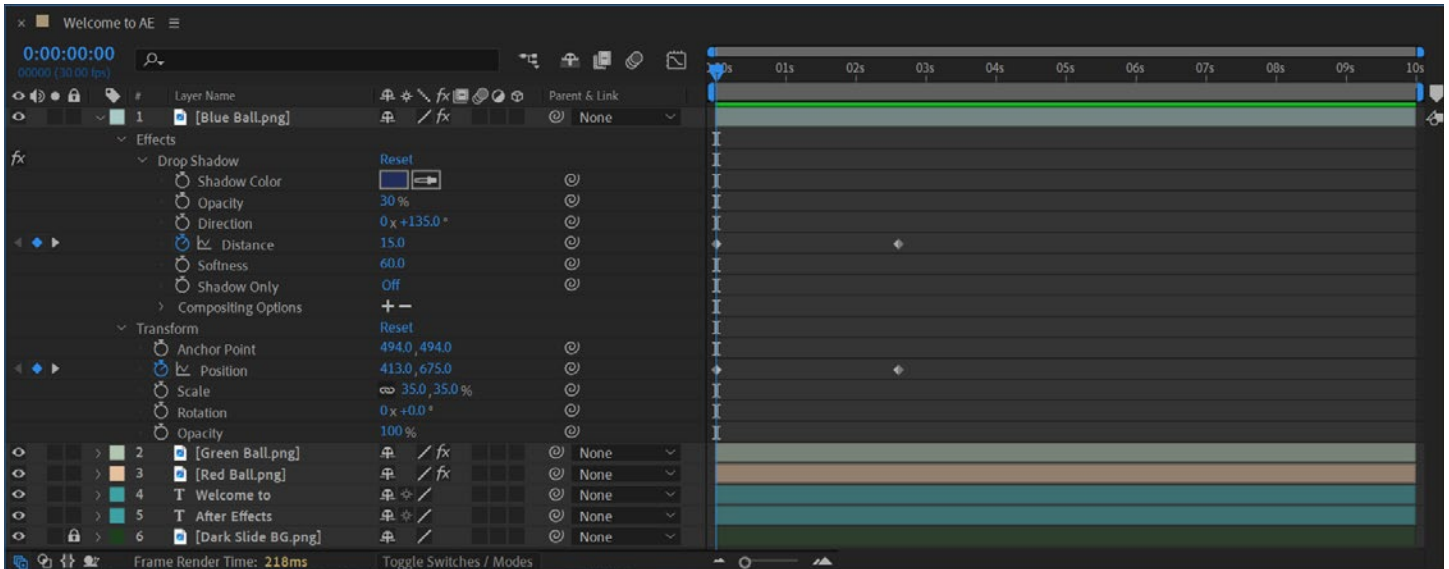 Welcome to AE
0:00:00:00
00000 (30.00 fps)
# Layer Name Parent & Link
01s 02s 03s 04s 05s 06s 07s 08s 09s 10s
1 [Blue Ball.png] fx None
Effects
fx Drop Shadow Reset
Shadow Color
Opacity 30 %
Direction 0 x +135.0 °
Distance 15.0
Softness 60.0
Shadow Only Off
Compositing Options + −
Transform Reset
Anchor Point 494.0, 494.0
Position 413.0, 675.0
Scale 35.0, 35.0 %
Rotation 0 x +0.0 °
Opacity 100 %
2 [Green Ball.png] fx None
3 [Red Ball.png] fx None
4 T Welcome to None
5 T After Effects None
6 [Dark Slide BG.png] None
Frame Render Time: 218ms Toggle Switches / Modes